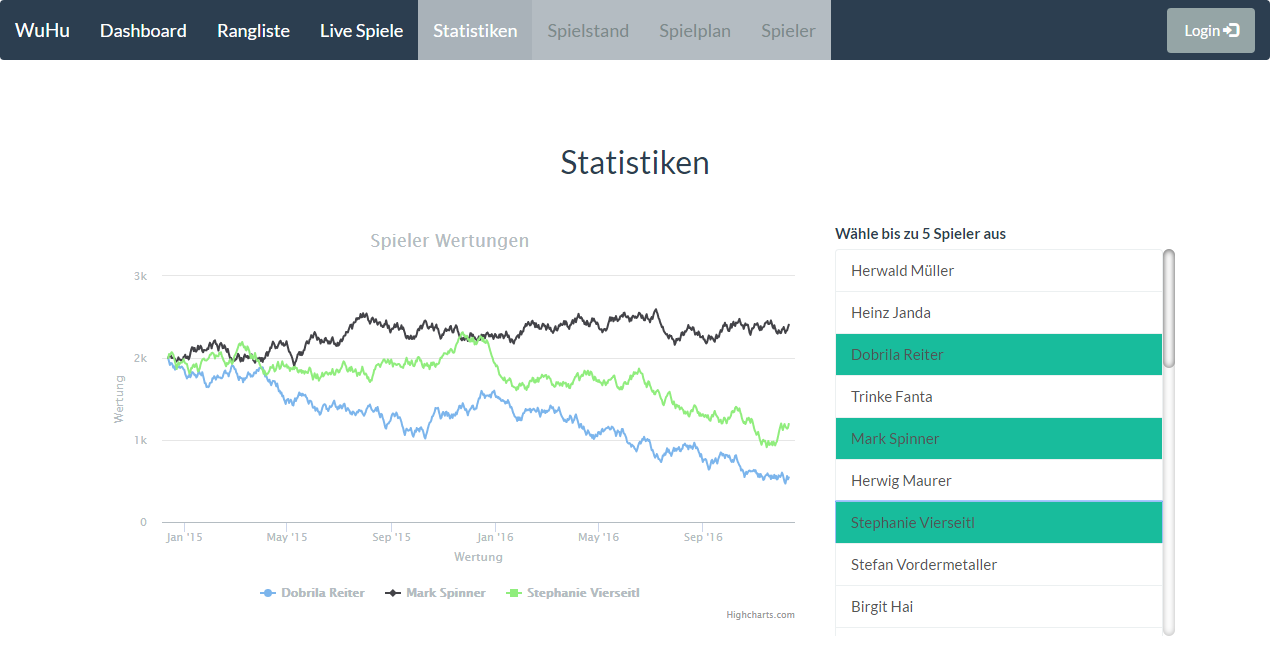 WuHu Dashboard Rangliste Live Spiele Statistiken Spielstand Spielplan Spieler Login
Statistiken
Spieler Wertungen
3k
2k
1k
0
Wertung
Jan '15 May '15 Sep '15 Jan '16 May '16 Sep '16
Wertung
Dobrila Reiter Mark Spinner Stephanie Vierseitl
Highcharts.com
Wähle bis zu 5 Spieler aus
Herwald Müller
Heinz Janda
Dobrila Reiter
Trinke Fanta
Mark Spinner
Herwig Maurer
Stephanie Vierseitl
Stefan Vordermetaller
Birgit Hai